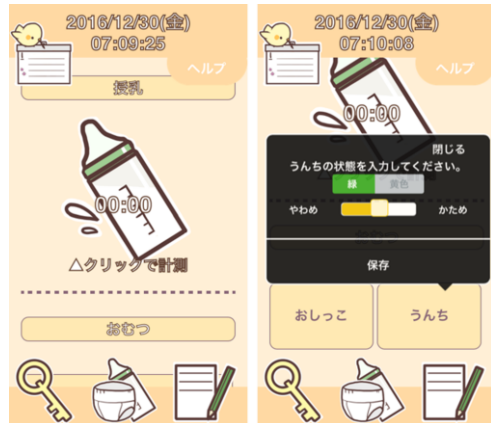 2016/12/30(金)
07:09:25
ヘルプ
授乳
00:00
△クリックで計測
おむつ
2016/12/30(金)
07:10:08
ヘルプ
00:00
閉じる
うんちの状態を入力してください。
緑
黄色
やわめ
かため
おむつ
保存
おしっこ
うんち